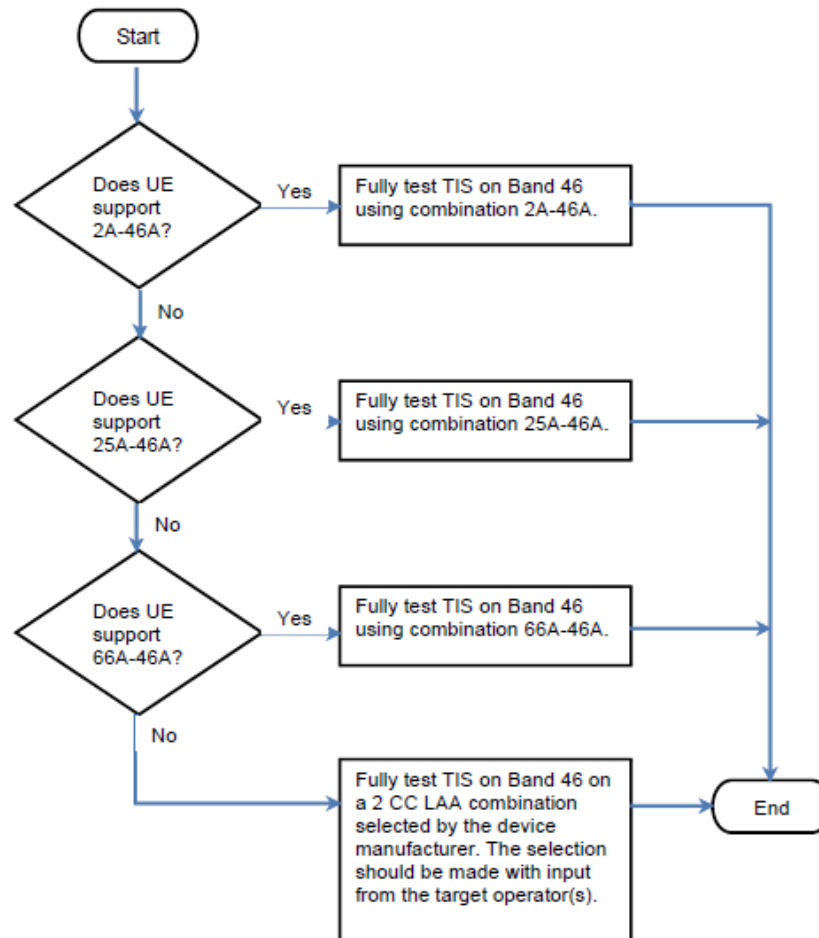 Start
Does UE
support
2A-46A?
Yes
Fully test TIS on Band 46
using combination 2A-46A.
No
Does UE
support
25A-46A?
Yes
Fully test TIS on Band 46
using combination 25A-46A.
No
Does UE
support
66A-46A?
Yes
Fully test TIS on Band 46
using combination 66A-46A.
No
Fully test TIS on Band 46 on
a 2 CC LAA combination
selected by the device
manufacturer. The selection
should be made with input
from the target operator(s).
End